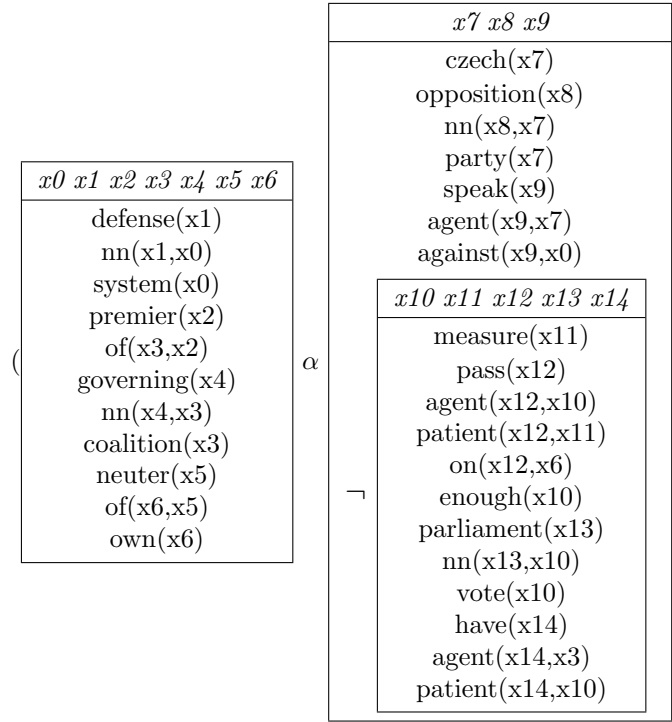 (
x0 x1 x2 x3 x4 x5 x6
defense(x1)
nn(x1,x0)
system(x0)
premier(x2)
of(x3,x2)
governing(x4)
nn(x4,x3)
coalition(x3)
neuter(x5)
of(x6,x5)
own(x6)
α
x7 x8 x9
czech(x7)
opposition(x8)
nn(x8,x7)
party(x7)
speak(x9)
agent(x9,x7)
against(x9,x0)
¬
x10 x11 x12 x13 x14
measure(x11)
pass(x12)
agent(x12,x10)
patient(x12,x11)
on(x12,x6)
enough(x10)
parliament(x13)
nn(x13,x10)
vote(x10)
have(x14)
agent(x14,x3)
patient(x14,x10)